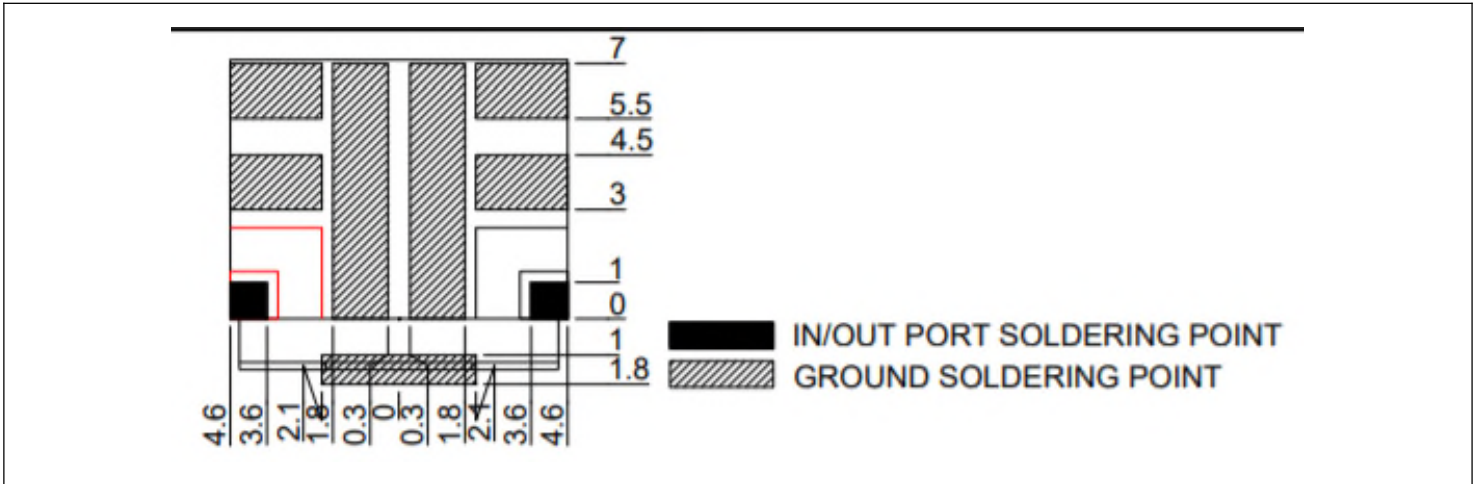 7
5.5
4.5
3
1
0
1
1.8
IN/OUT PORT SOLDERING POINT
GROUND SOLDERING POINT
4.6 3.6 2.1 1.8 0.3 0 0.3 1.8 2.1 3.6 4.6